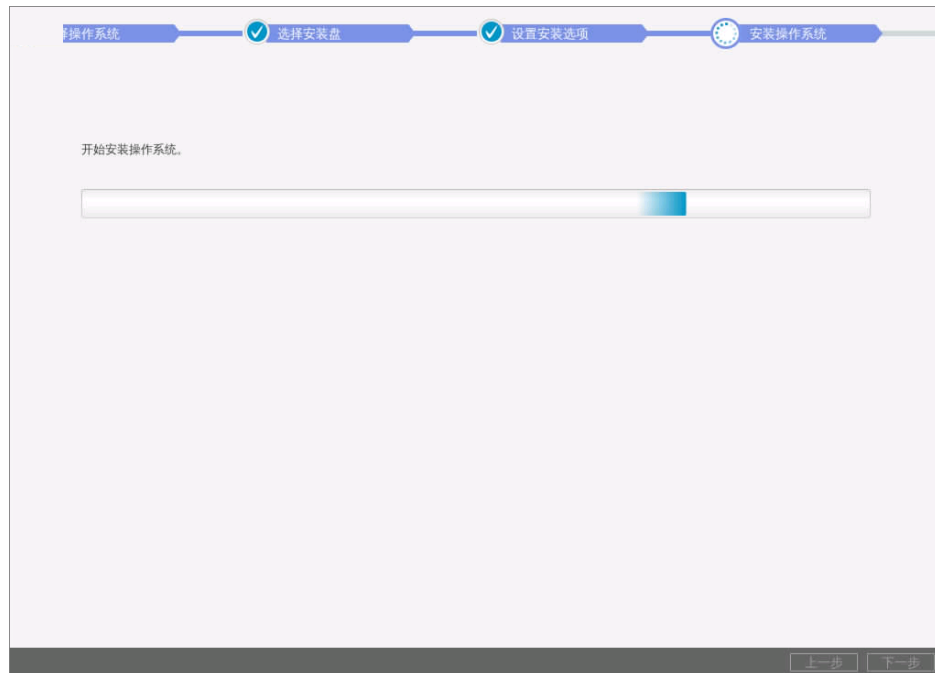 择操作系统
选择安装盘
设置安装选项
安装操作系统
开始安装操作系统。
上一步
下一步